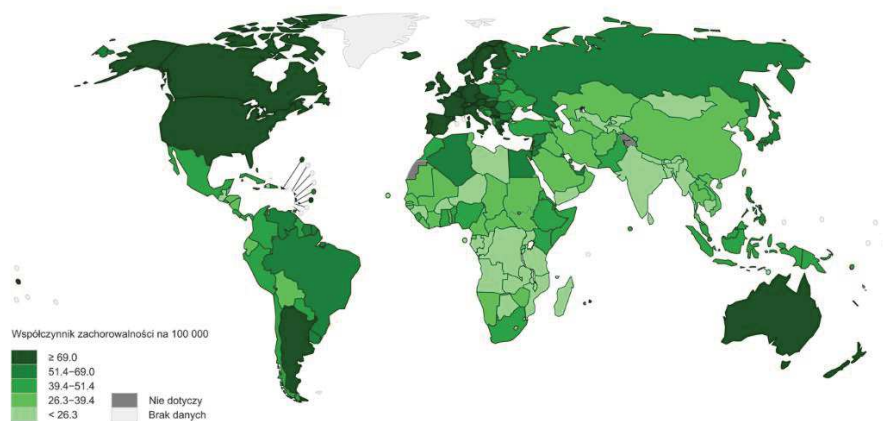 Współczynnik zachorowalności na 100 000
≥ 69.0
51.4–69.0
39.4–51.4
26.3–39.4
< 26.3
Nie dotyczy
Brak danych